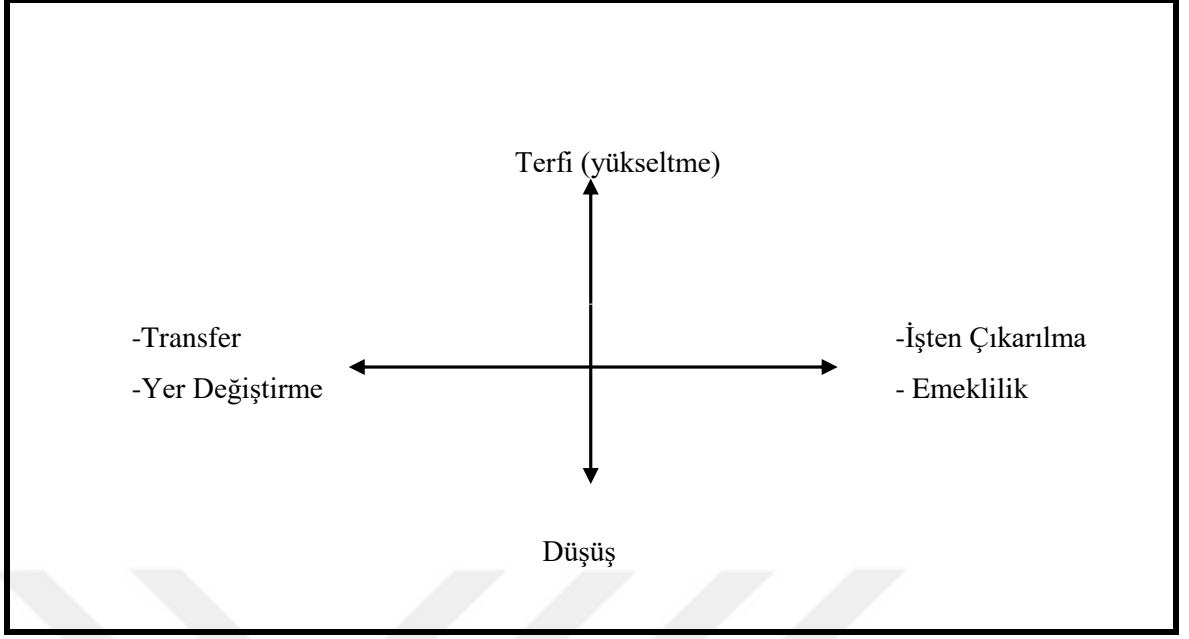 Terfi (yükseltme)
-Transfer
-İşten Çıkarılma
-Yer Değiştirme
- Emeklilik
Düşüş